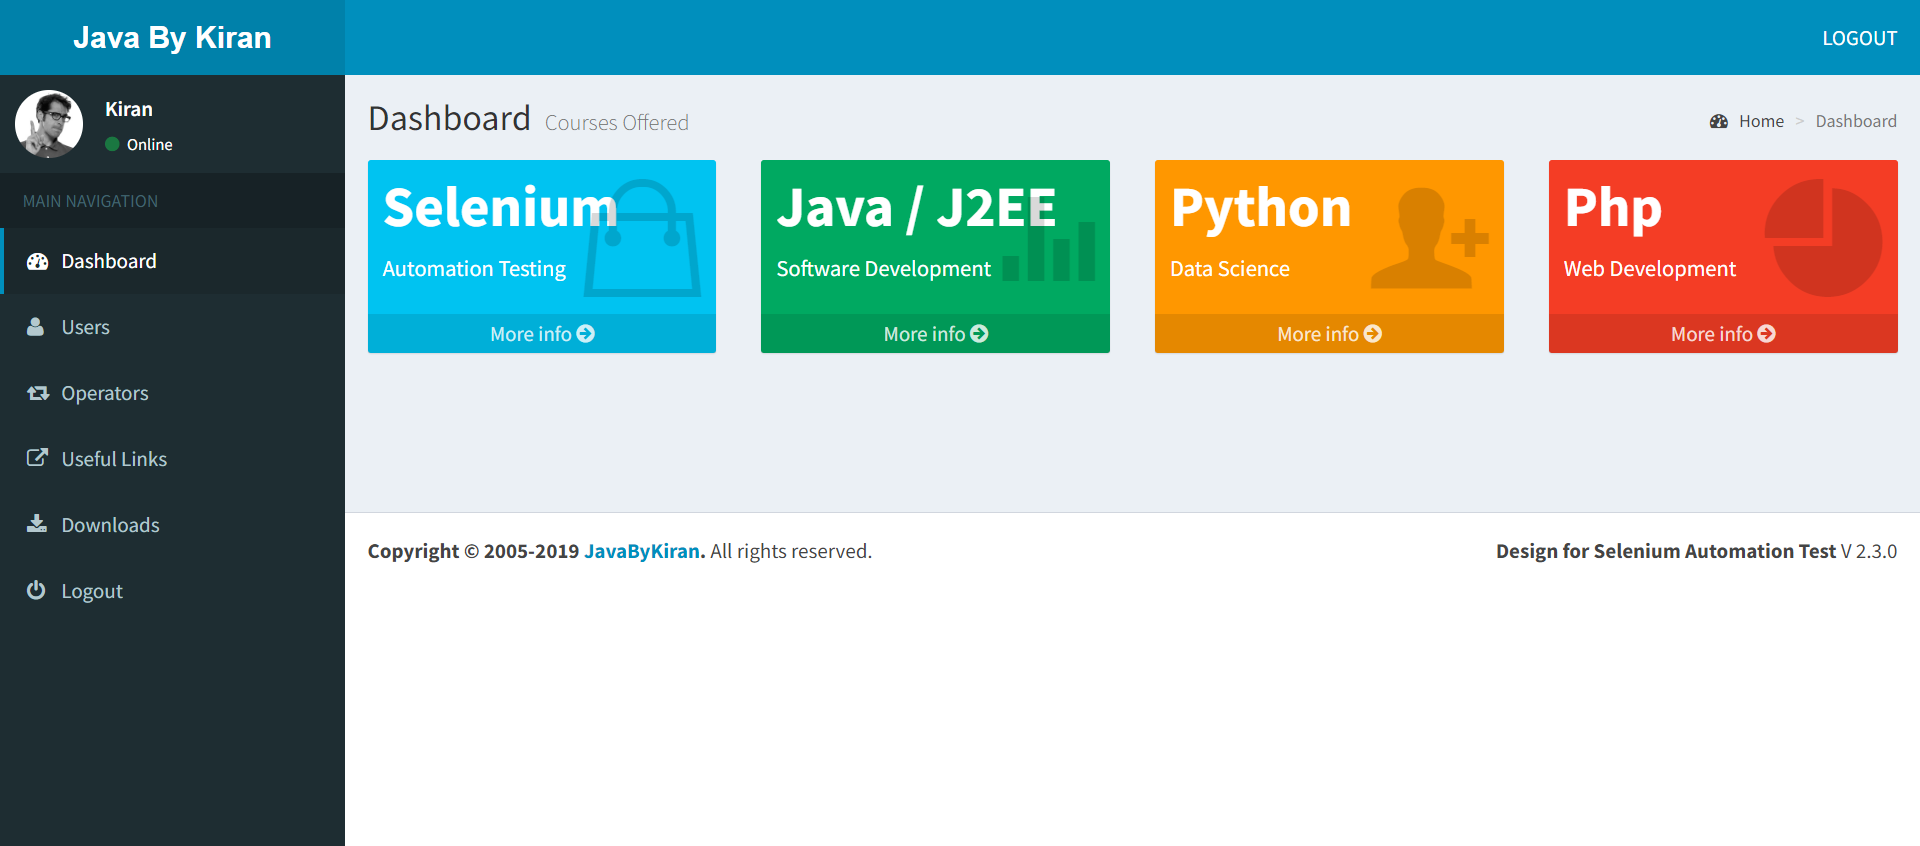 Java By Kiran
LOGOUT
Kiran
Online
MAIN NAVIGATION
Dashboard
Users
Operators
Useful Links
Downloads
Logout
Dashboard Courses Offered
Home > Dashboard
Selenium
Automation Testing
More info
Java / J2EE
Software Development
More info
Python
Data Science
More info
Php
Web Development
More info
Copyright © 2005-2019 JavaByKiran. All rights reserved.
Design for Selenium Automation Test V 2.3.0